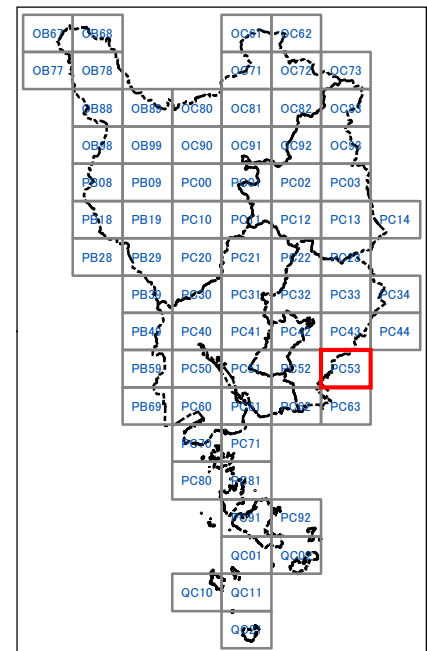 OB67 OB68 OC61 OC62
OB77 OB78 OC71 OC72 OC73
OB88 OB89 OC80 OC81 OC82 OC83
OB98 OB99 OC90 OC91 OC92 OC93
PB08 PB09 PC00 PC01 PC02 PC03
PB18 PB19 PC10 PC11 PC12 PC13 PC14
PB28 PB29 PC20 PC21 PC22 PC23
PB39 PC30 PC31 PC32 PC33 PC34
PB49 PC40 PC41 PC42 PC43 PC44
PB59 PC50 PC51 PC52 PC53
PB69 PC60 PC61 PC62 PC63
PC70 PC71
PC80 PC81
PC91 PC92
QC01 QC02
QC10 QC11
QC21